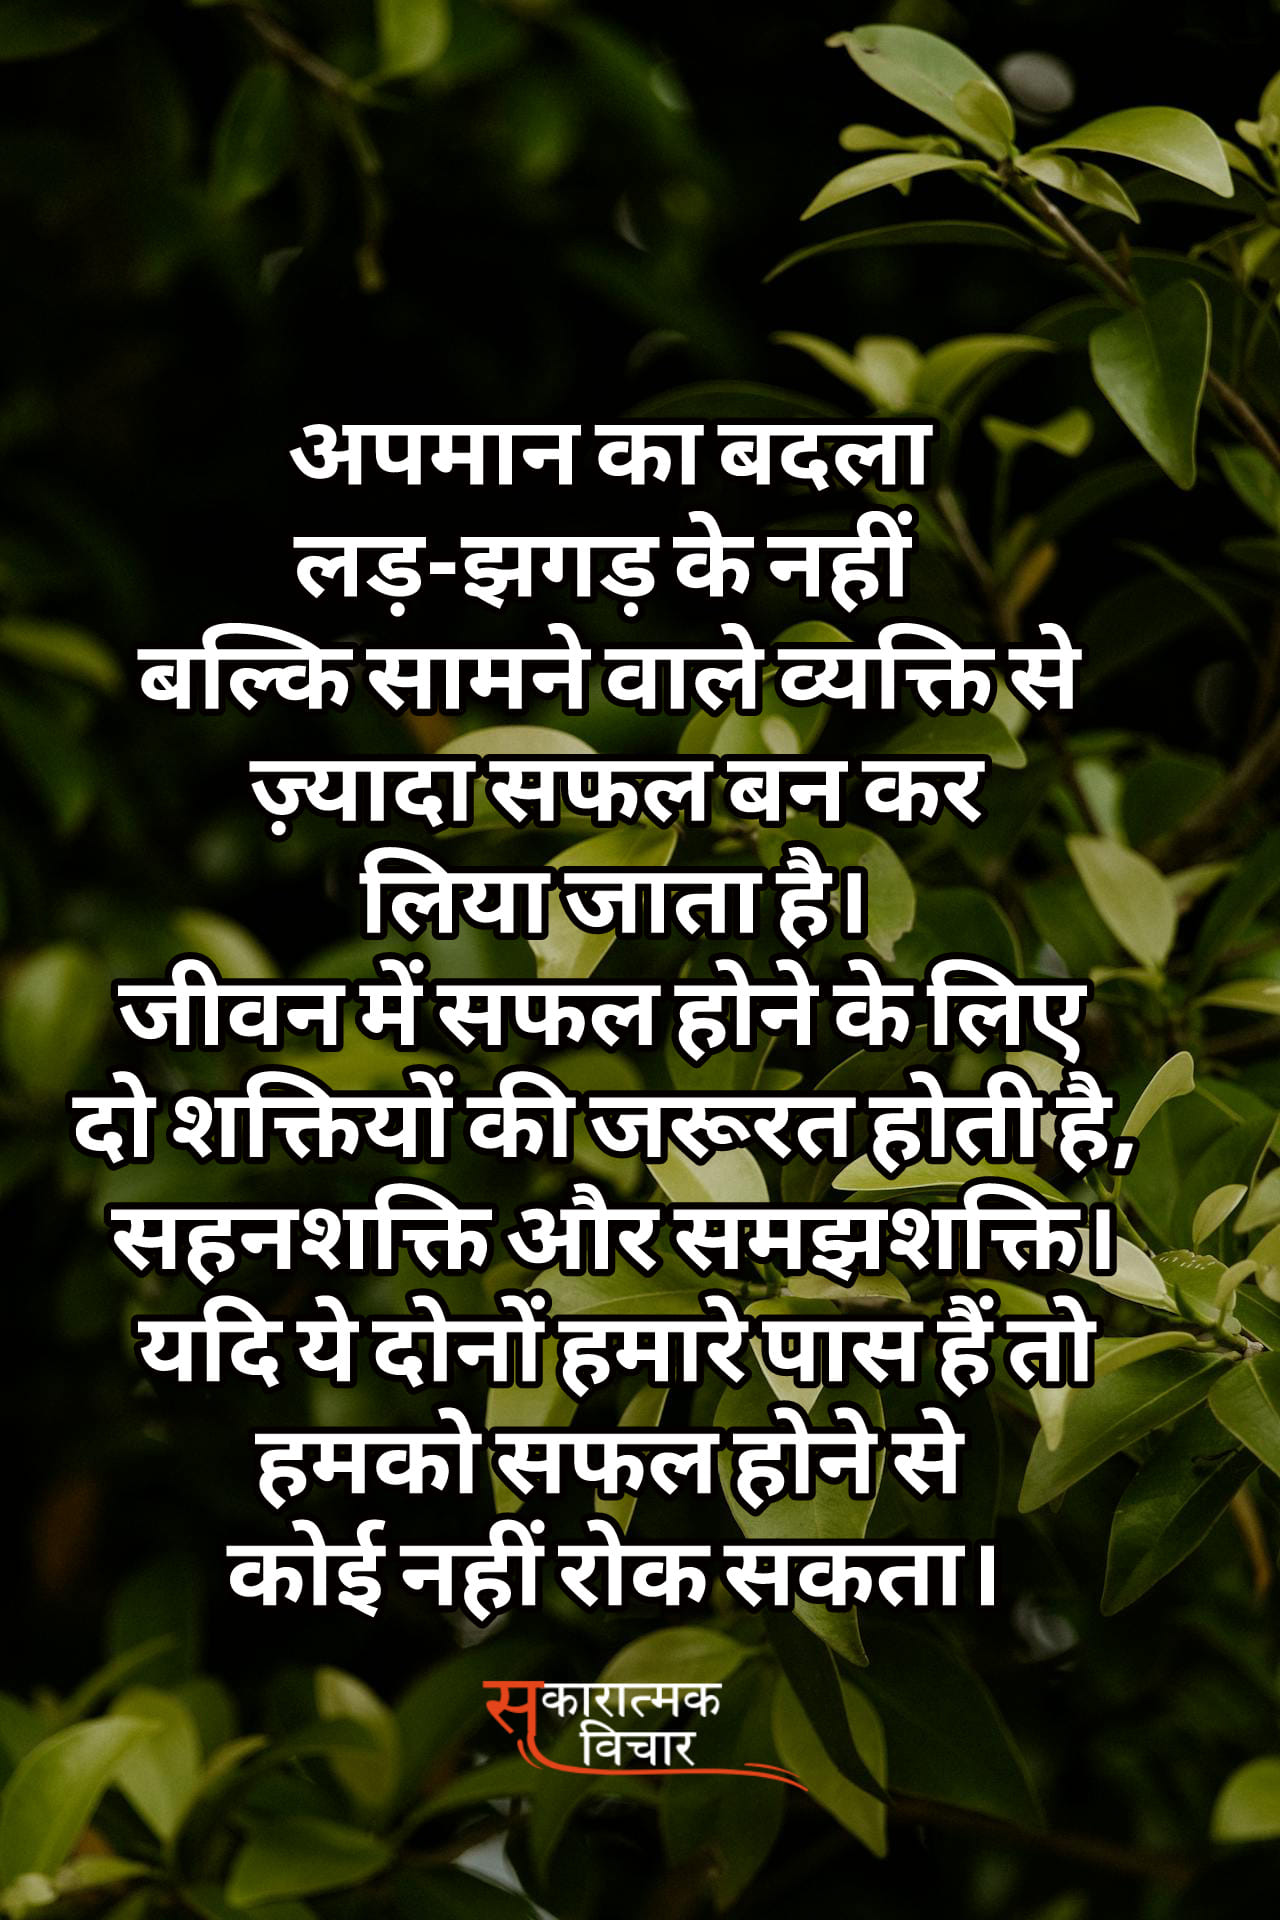 अपमान का बदला
लड़-झगड़ के नहीं
बल्कि सामने वाले व्यक्ति से
ज़्यादा सफल बन कर
लिया जाता है।
जीवन में सफल होने के लिए
दो शक्तियों की जरूरत होती है,
सहनशक्ति और समझशक्ति।
यदि ये दोनों हमारे पास हैं तो
हमको सफल होने से
कोई नहीं रोक सकता।
सकारात्मक
विचार